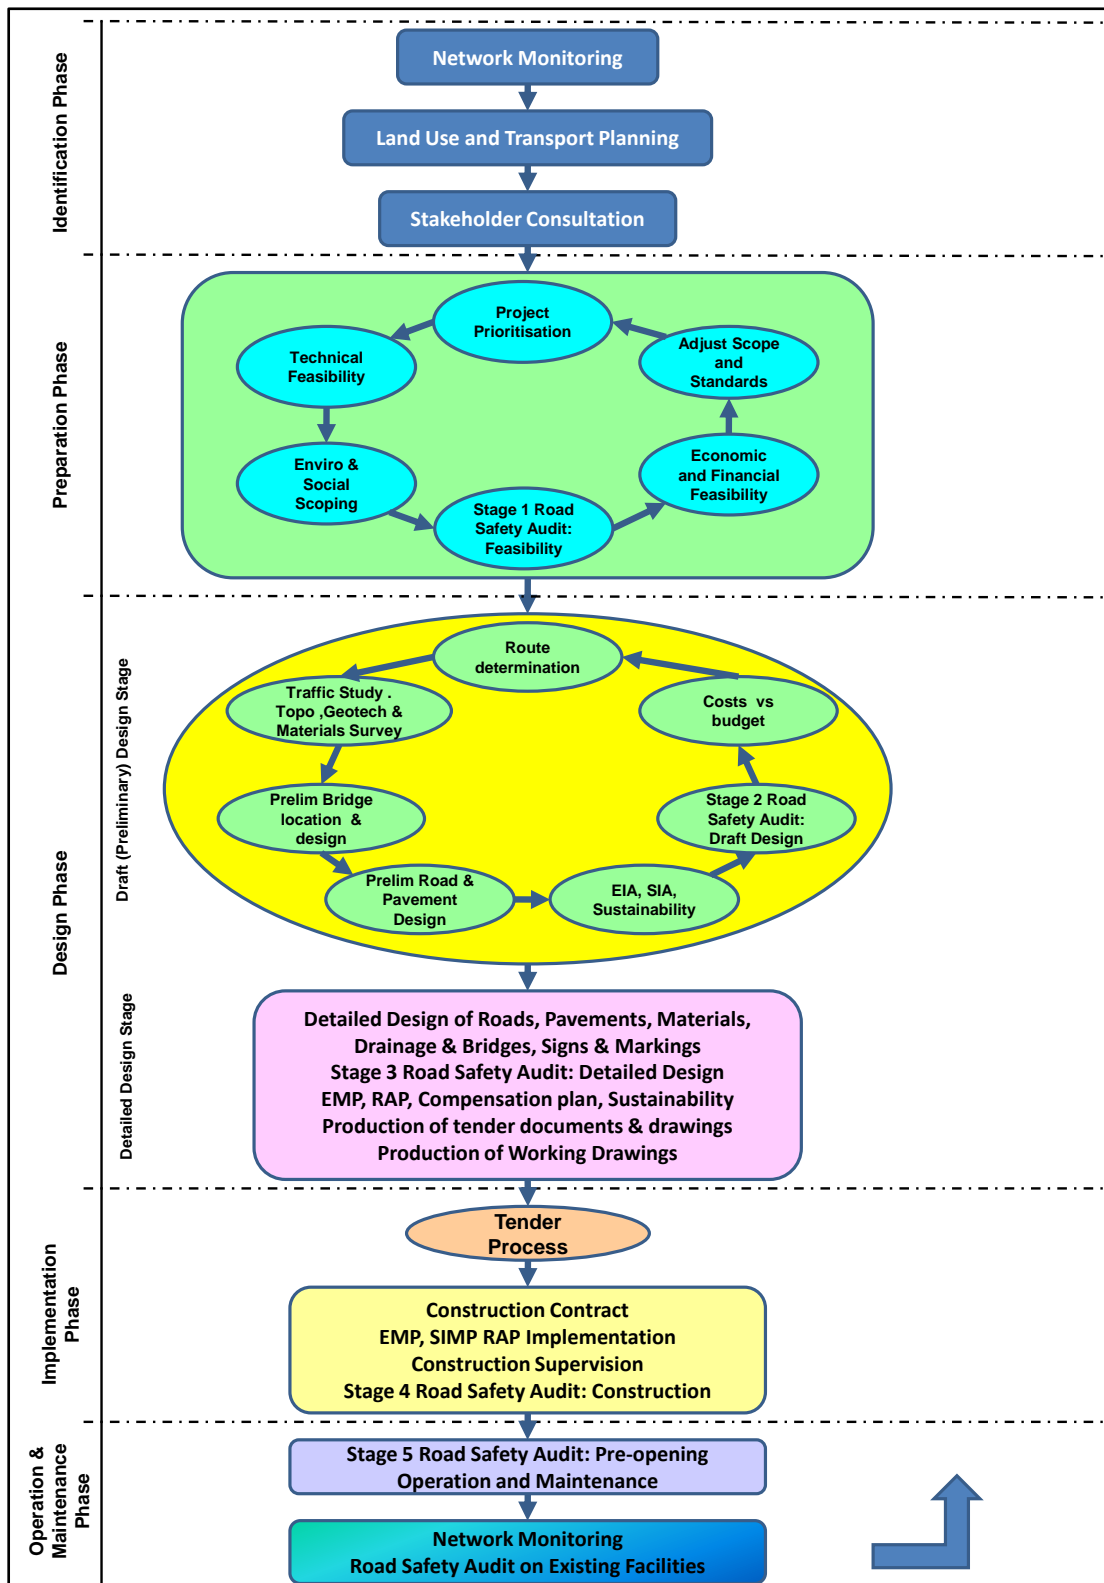 Identification Phase
Network Monitoring
Land Use and Transport Planning
Stakeholder Consultation
Preparation Phase
Project
Prioritisation
Technical
Feasibility
Adjust Scope
and
Standards
Enviro &
Social
Scoping
Economic
and Financial
Feasibility
Stage 1 Road
Safety Audit:
Feasibility
Design Phase
Draft (Preliminary) Design Stage
Route
determination
Traffic Study .
Topo ,Geotech &
Materials Survey
Costs vs
budget
Prelim Bridge
location &
design
Stage 2 Road
Safety Audit:
Draft Design
Prelim Road &
Pavement
Design
EIA, SIA,
Sustainability
Detailed Design Stage
Detailed Design of Roads, Pavements, Materials,
Drainage & Bridges, Signs & Markings
Stage 3 Road Safety Audit: Detailed Design
EMP, RAP, Compensation plan, Sustainability
Production of tender documents & drawings
Production of Working Drawings
Implementation
Phase
Tender
Process
Construction Contract
EMP, SIMP RAP Implementation
Construction Supervision
Stage 4 Road Safety Audit: Construction
Operation &
Maintenance
Phase
Stage 5 Road Safety Audit: Pre-opening
Operation and Maintenance
Network Monitoring
Road Safety Audit on Existing Facilities